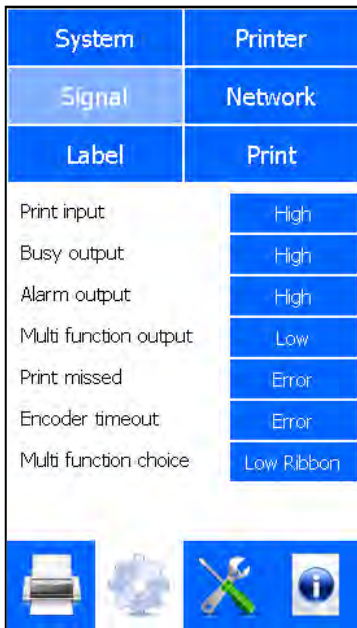 System Printer
Signal Network
Label Print
Print input High
Busy output High
Alarm output High
Multi function output Low
Print missed Error
Encoder timeout Error
Multi function choice Low Ribbon